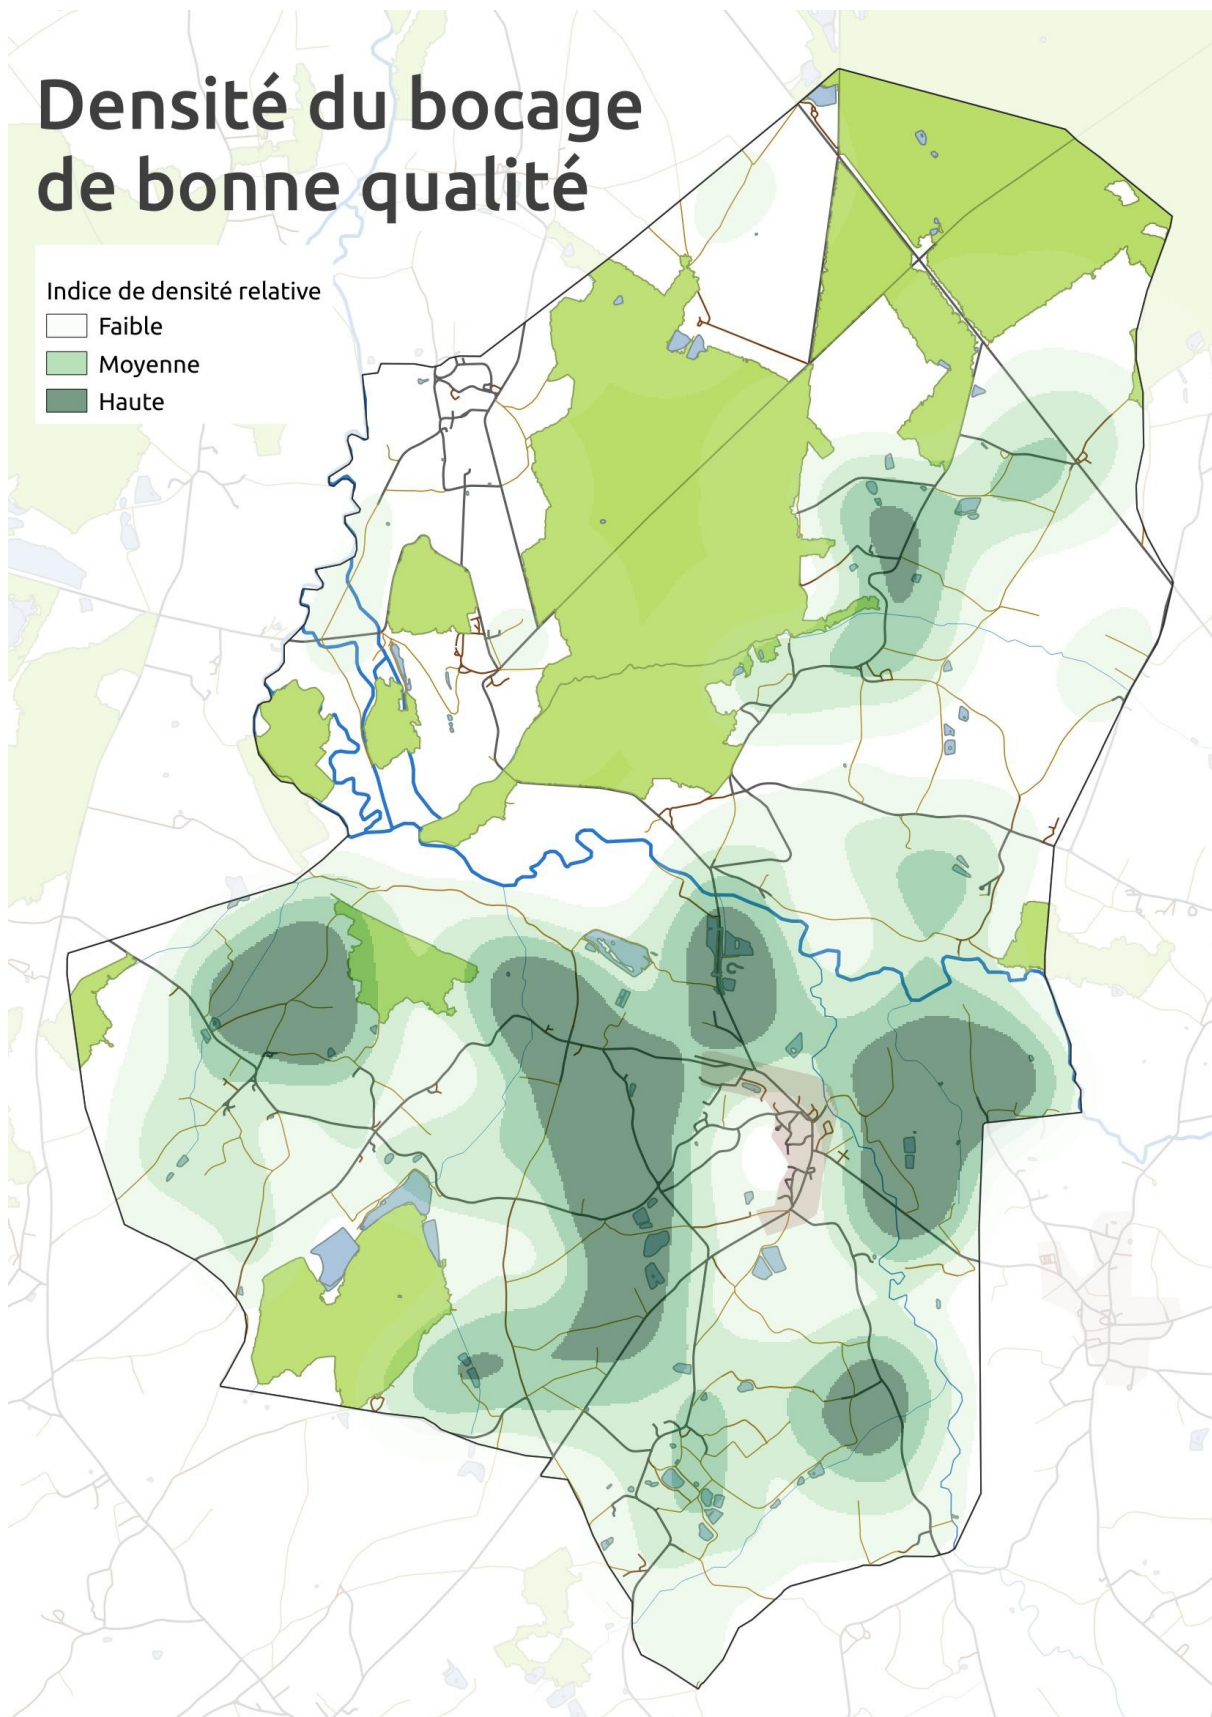 Densité du bocage
de bonne qualité
Indice de densité relative
Faible
Moyenne
Haute